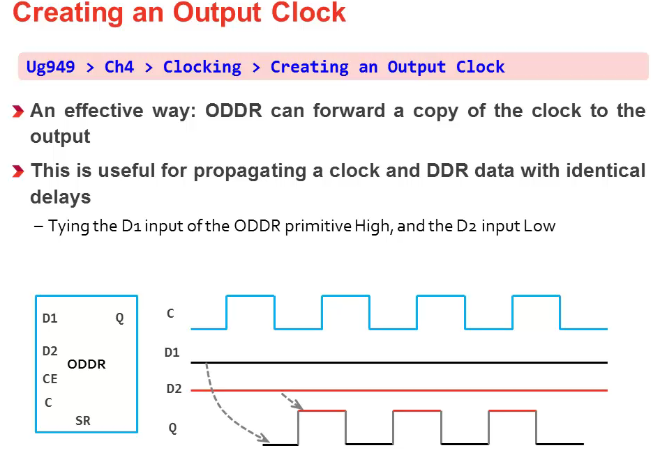 Creating an Output Clock
Ug949 > Ch4 > Clocking > Creating an Output Clock
An effective way: ODDR can forward a copy of the clock to the
output
This is useful for propagating a clock and DDR data with identical
delays
– Tying the D1 input of the ODDR primitive High, and the D2 input Low
D1 Q
D2
ODDR
CE
C
SR
C
D1
D2
Q